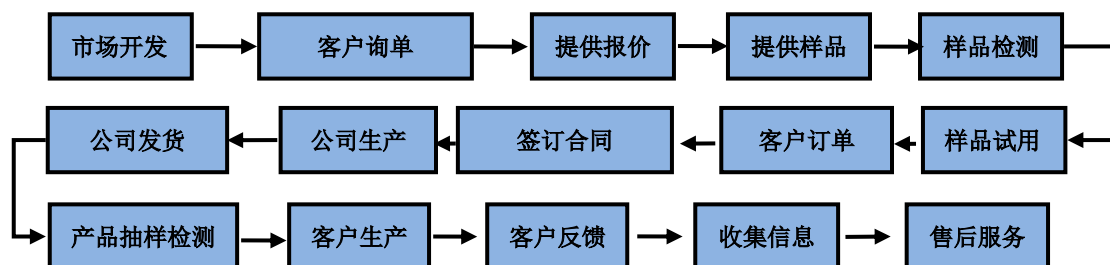 市场开发 客户询单 提供报价 提供样品 样品检测
公司发货 公司生产 签订合同 客户订单 样品试用
产品抽样检测 客户生产 客户反馈 收集信息 售后服务